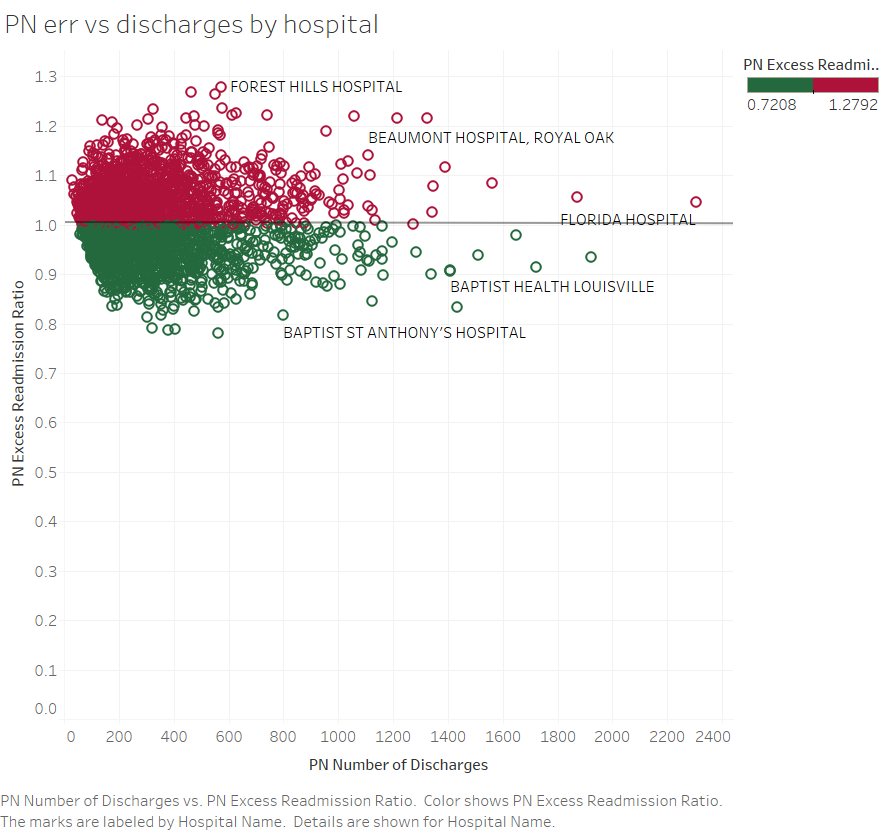 PN err vs discharges by hospital
PN Excess Readmi..
0.7208 1.2792
1.3
1.2
1.1
1.0
0.9
0.8
0.7
0.6
0.5
0.4
0.3
0.2
0.1
0.0
PN Excess Readmission Ratio
FOREST HILLS HOSPITAL
BEAUMONT HOSPITAL, ROYAL OAK
FLORIDA HOSPITAL
BAPTIST HEALTH LOUISVILLE
BAPTIST ST ANTHONY’S HOSPITAL
0 200 400 600 800 1000 1200 1400 1600 1800 2000 2200 2400
PN Number of Discharges
PN Number of Discharges vs. PN Excess Readmission Ratio.  Color shows PN Excess Readmission Ratio.
The marks are labeled by Hospital Name.  Details are shown for Hospital Name.